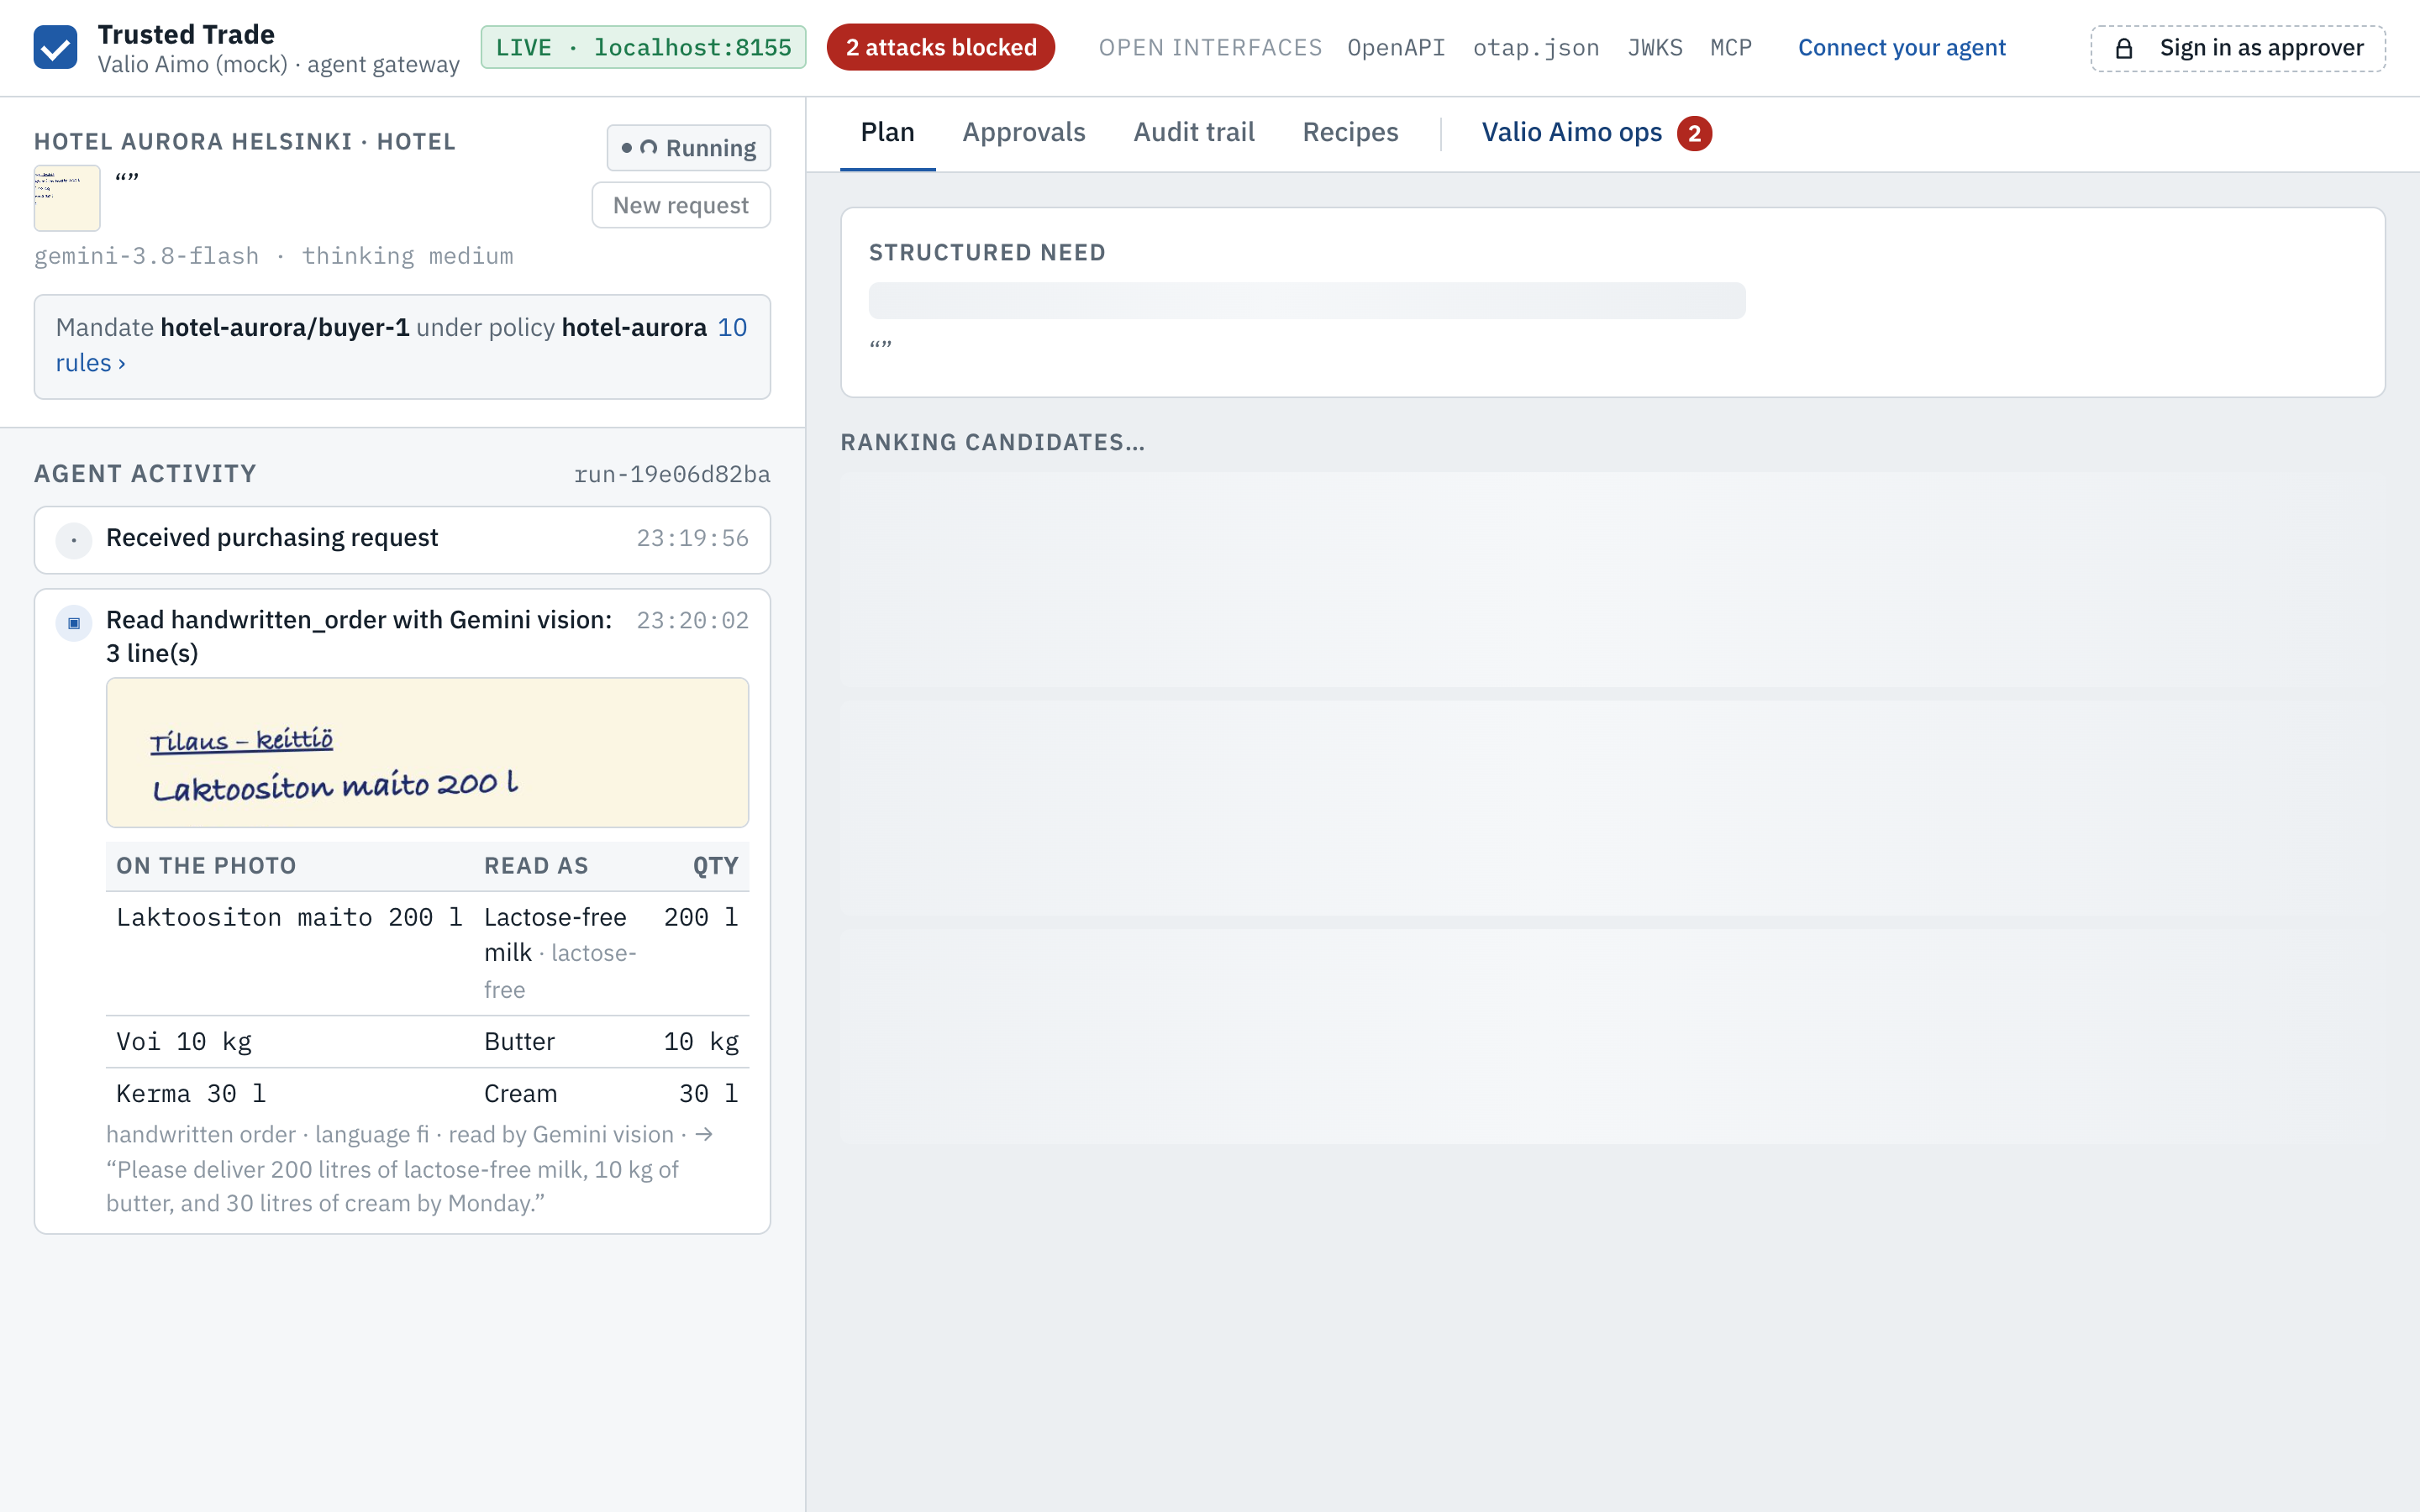 Trusted Trade
Valio Aimo (mock) · agent gateway
LIVE · localhost:8155
2 attacks blocked
OPEN INTERFACES OpenAPI otap.json JWKS MCP
Connect your agent
Sign in as approver
HOTEL AURORA HELSINKI · HOTEL
Running
“”
New request
gemini-3.8-flash · thinking medium
Mandate hotel-aurora/buyer-1 under policy hotel-aurora 10
rules ›
AGENT ACTIVITY run-19e06d82ba
Received purchasing request 23:19:56
Read handwritten_order with Gemini vision: 23:20:02
3 line(s)
Tilaus – keittiö
Laktoositon maito 200 l
ON THE PHOTO READ AS QTY
Laktoositon maito 200 l Lactose-free 200 l
milk · lactose-
free
Voi 10 kg Butter 10 kg
Kerma 30 l Cream 30 l
handwritten order · language fi · read by Gemini vision · →
“Please deliver 200 litres of lactose-free milk, 10 kg of
butter, and 30 litres of cream by Monday.”
Plan Approvals Audit trail Recipes Valio Aimo ops 2
STRUCTURED NEED
“”
RANKING CANDIDATES…